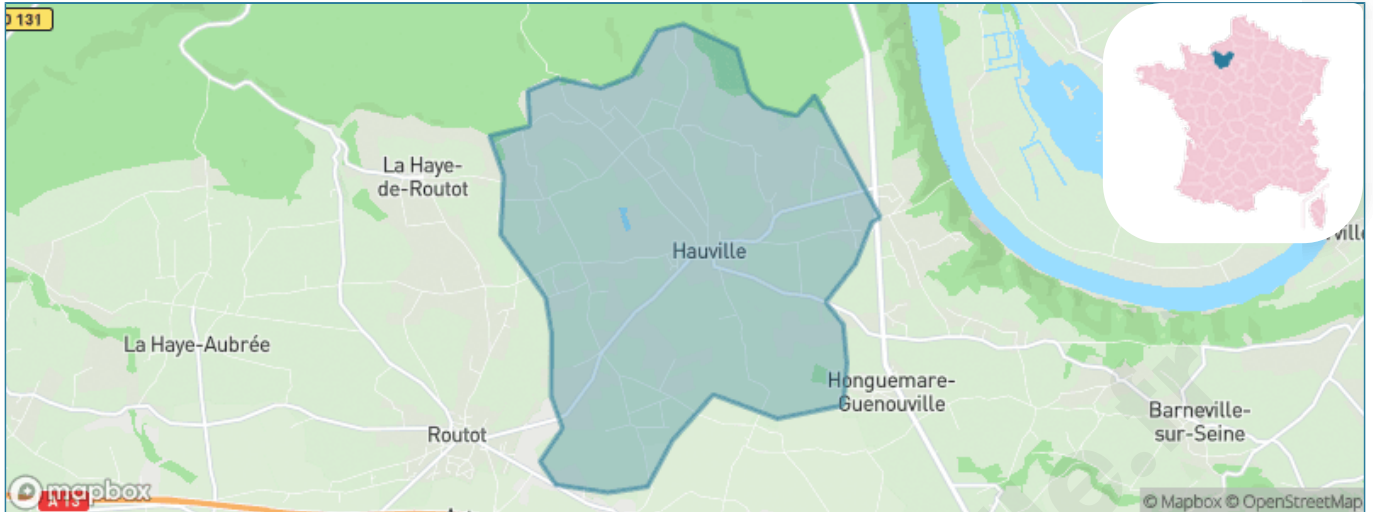 D 131
La Haye-
de-Routot
Hauville
La Haye-Aubrée
Honguemare-
Guenouville
Barneville-
sur-Seine
Routot
mapbox
A 13
© Mapbox © OpenStreetMap